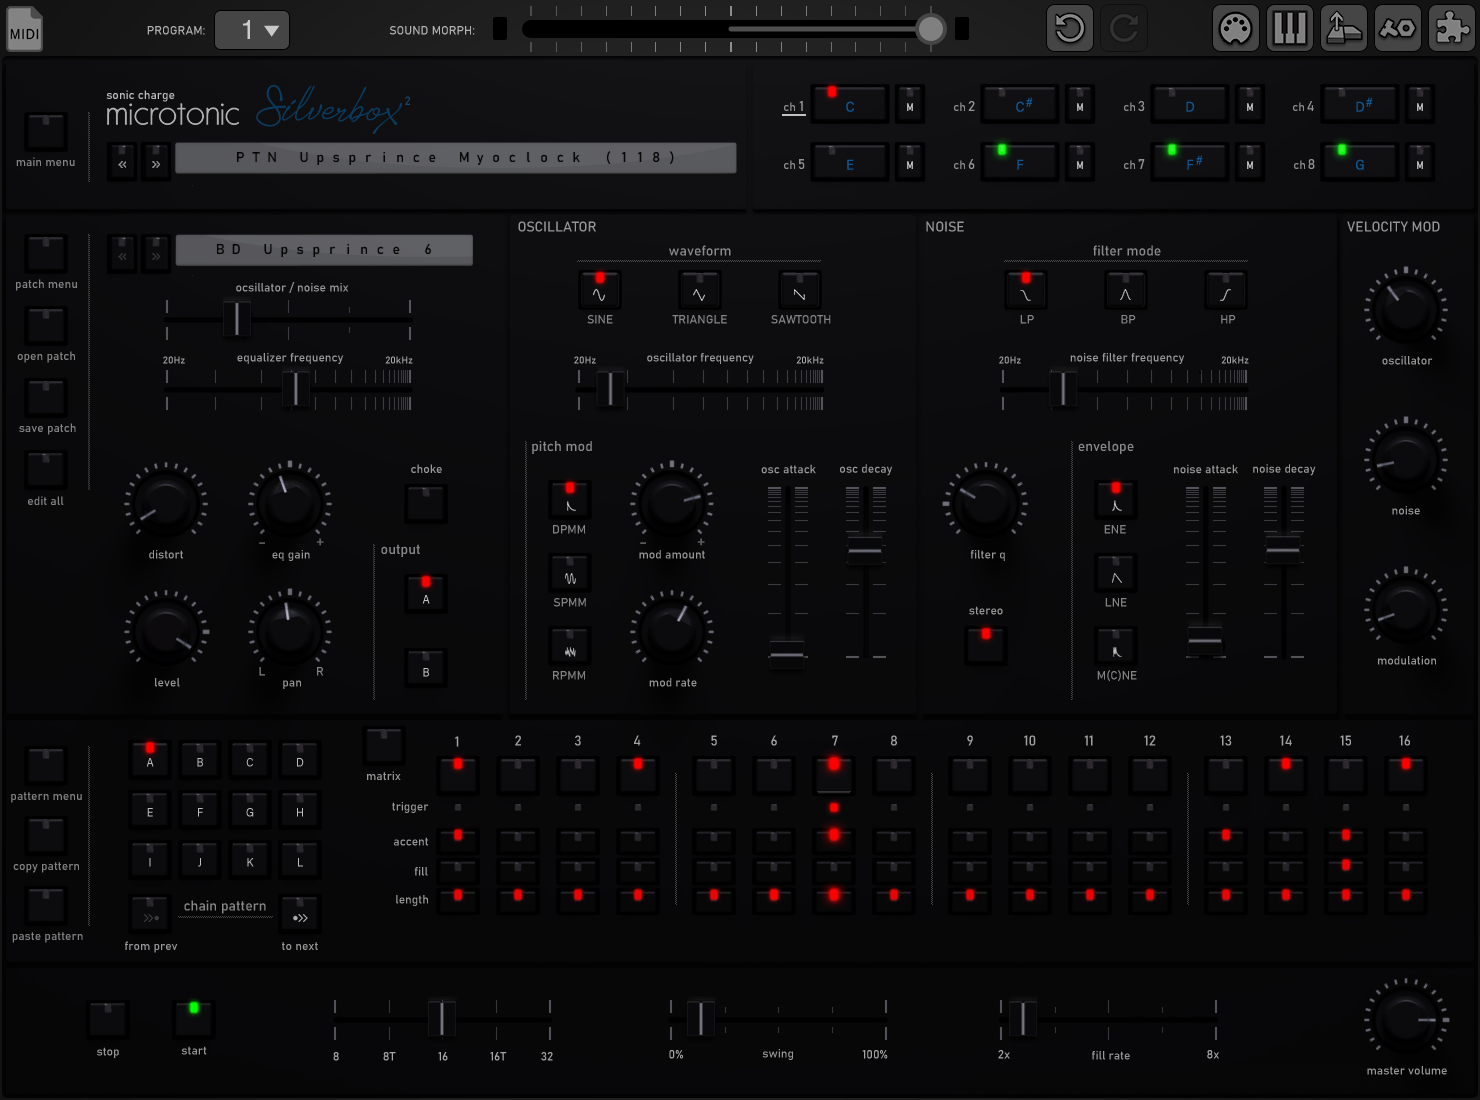 MIDI
PROGRAM: 1
SOUND MORPH:
sonic charge
microtonic Silverbox²
main menu
« »
PTN Upsprince Myoclock (118)
ch 1 C M
ch 2 C# M
ch 3 D M
ch 4 D# M
ch 5 E M
ch 6 F M
ch 7 F# M
ch 8 G M
patch menu
open patch
save patch
edit all
« »
BD Upsprince 6
ocsillator / noise mix
20Hz equalizer frequency 20kHz
distort
- eq gain +
level
L pan R
choke
output
A
B
OSCILLATOR
waveform
SINE TRIANGLE SAWTOOTH
20Hz oscillator frequency 20kHz
pitch mod
DPMM
SPMM
RPMM
- mod amount +
mod rate
osc attack osc decay
NOISE
filter mode
LP BP HP
20Hz noise filter frequency 20kHz
filter q
stereo
envelope
ENE
LNE
M(C)NE
noise attack noise decay
VELOCITY MOD
oscillator
noise
modulation
pattern menu
copy pattern
paste pattern
A B C D
E F G H
I J K L
chain pattern
from prev to next
matrix
1 2 3 4 5 6 7 8 9 10 11 12 13 14 15 16
trigger
accent
fill
length
stop start
8 8T 16 16T 32
0% swing 100%
2x fill rate 8x
master volume